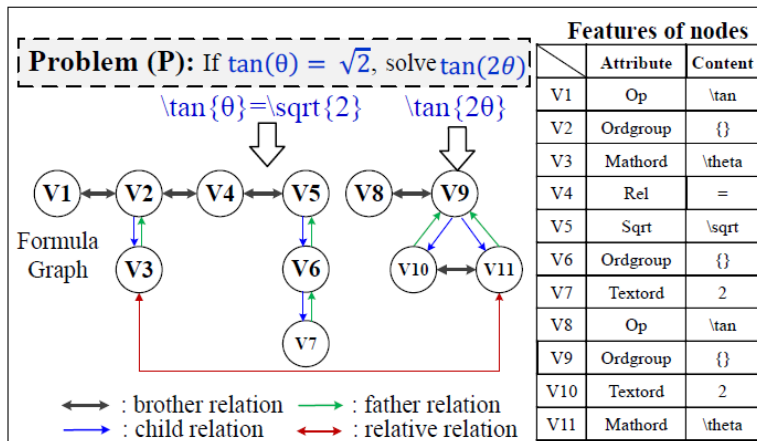 Problem (P): If tan(θ) = √2, solve tan(2θ)
\tan{θ}=\sqrt{2}
\tan{2θ}
V1 V2 V4 V5 V8 V9
Formula
Graph
V3 V6 V10 V11
V7
: brother relation : father relation
: child relation : relative relation
Features of nodes
Attribute Content
V1 Op \tan
V2 Ordgroup {}
V3 Mathord \theta
V4 Rel =
V5 Sqrt \sqrt
V6 Ordgroup {}
V7 Textord 2
V8 Op \tan
V9 Ordgroup {}
V10 Textord 2
V11 Mathord \theta